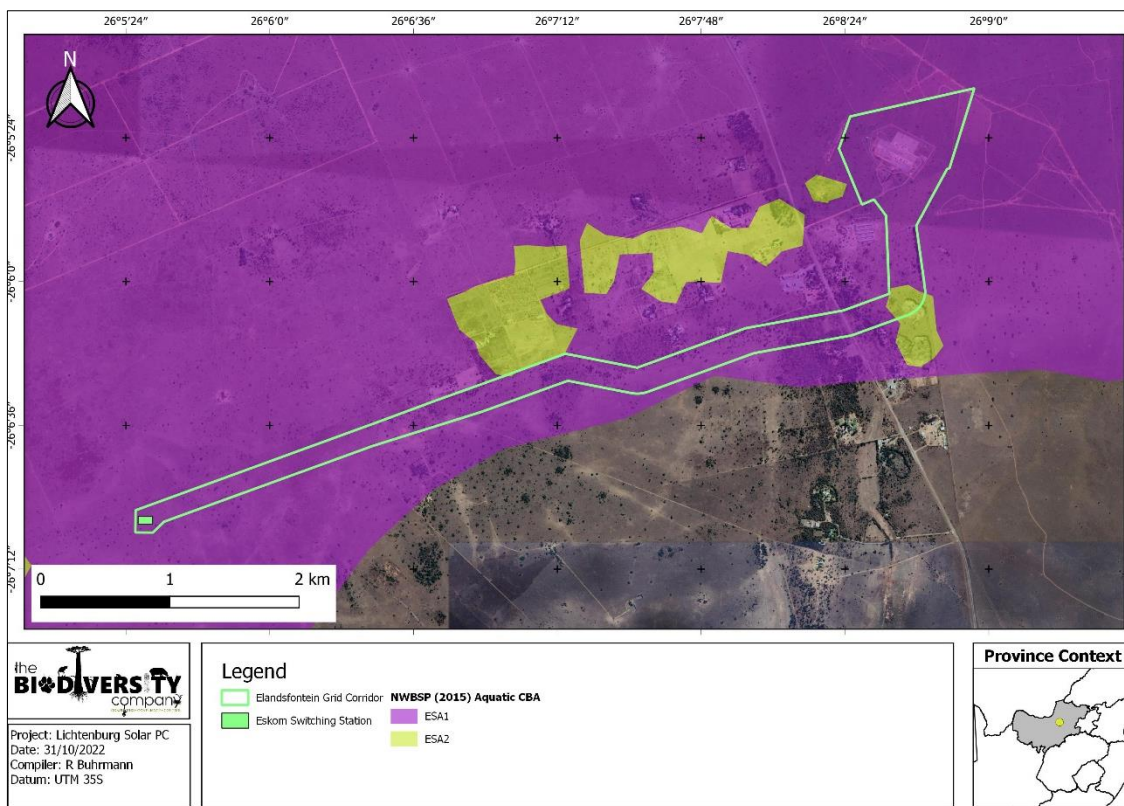 26°5'24" 26°6'0" 26°6'36" 26°7'12" 26°7'48" 26°8'24" 26°9'0"
N
-26°5'24"
-26°6'0"
-26°6'36"
-26°7'12"
0 1 2 km
the
BIODIVERSITY
company
Project: Lichtenburg Solar PC
Date: 31/10/2022
Compiler: R Buhrmann
Datum: UTM 35S
Legend
Elandsfontein Grid Corridor NWBSP (2015) Aquatic CBA
Eskom Switching Station ESA1
ESA2
Province Context